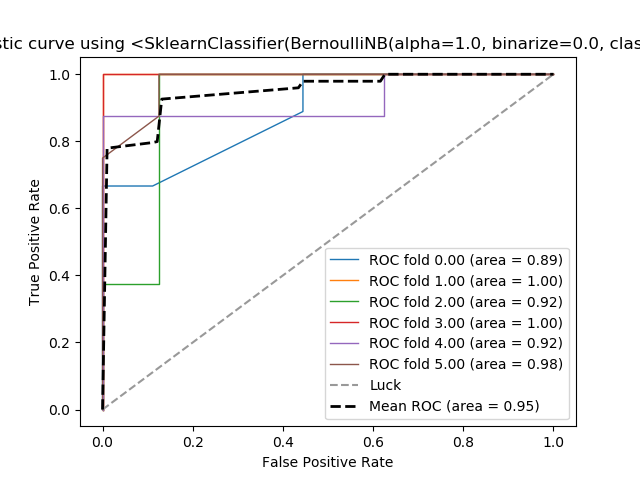 stic curve using <SklearnClassifier(BernoulliNB(alpha=1.0, binarize=0.0, clas
1.0
0.8
0.6
0.4
0.2
0.0
True Positive Rate
0.0 0.2 0.4 0.6 0.8 1.0
False Positive Rate
ROC fold 0.00 (area = 0.89)
ROC fold 1.00 (area = 1.00)
ROC fold 2.00 (area = 0.92)
ROC fold 3.00 (area = 1.00)
ROC fold 4.00 (area = 0.92)
ROC fold 5.00 (area = 0.98)
Luck
Mean ROC (area = 0.95)